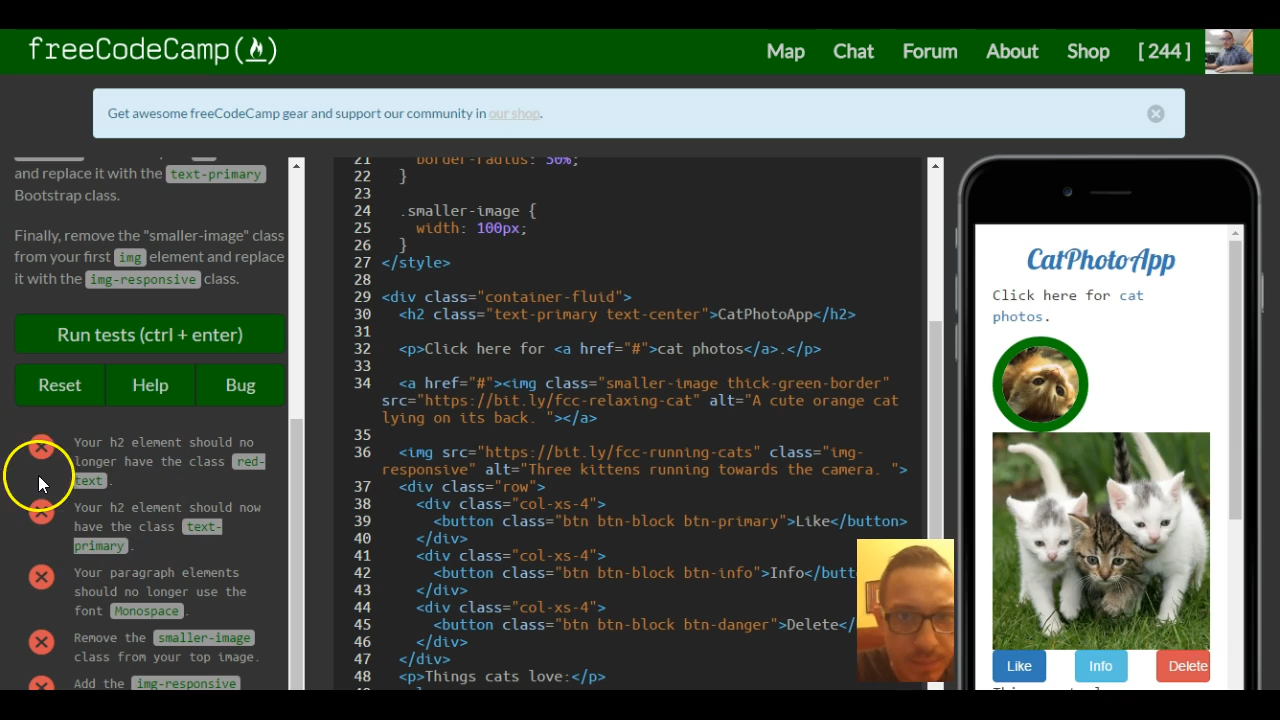 freeCodeCamp
Map Chat Forum About Shop [ 244 ]
Get awesome freeCodeCamp gear and support our community in our shop.
and replace it with the text-primary
Bootstrap class.
Finally, remove the "smaller-image" class
from your first img element and replace
it with the img-responsive class.
Run tests (ctrl + enter)
Reset Help Bug
Your h2 element should no
longer have the class red-
text.
Your h2 element should now
have the class text-
primary.
Your paragraph elements
should no longer use the
font Monospace.
Remove the smaller-image
class from your top image.
Add the img-responsive
21 border-radius: 50%;
22 }
23
24 .smaller-image {
25 width: 100px;
26 }
27 </style>
28
29 <div class="container-fluid">
30 <h2 class="text-primary text-center">CatPhotoApp</h2>
31
32 <p>Click here for <a href="#">cat photos</a>.</p>
33
34 <a href="#"><img class="smaller-image thick-green-border"
src="https://bit.ly/fcc-relaxing-cat" alt="A cute orange cat
lying on its back. "></a>
35
36 <img src="https://bit.ly/fcc-running-cats" class="img-
responsive" alt="Three kittens running towards the camera. ">
37 <div class="row">
38 <div class="col-xs-4">
39 <button class="btn btn-block btn-primary">Like</button>
40 </div>
41 <div class="col-xs-4">
42 <button class="btn btn-block btn-info">Info</butt
43 </div>
44 <div class="col-xs-4">
45 <button class="btn btn-block btn-danger">Delete</
46 </div>
47 </div>
48 <p>Things cats love:</p>
CatPhotoApp
Click here for cat
photos.
Like Info Delete